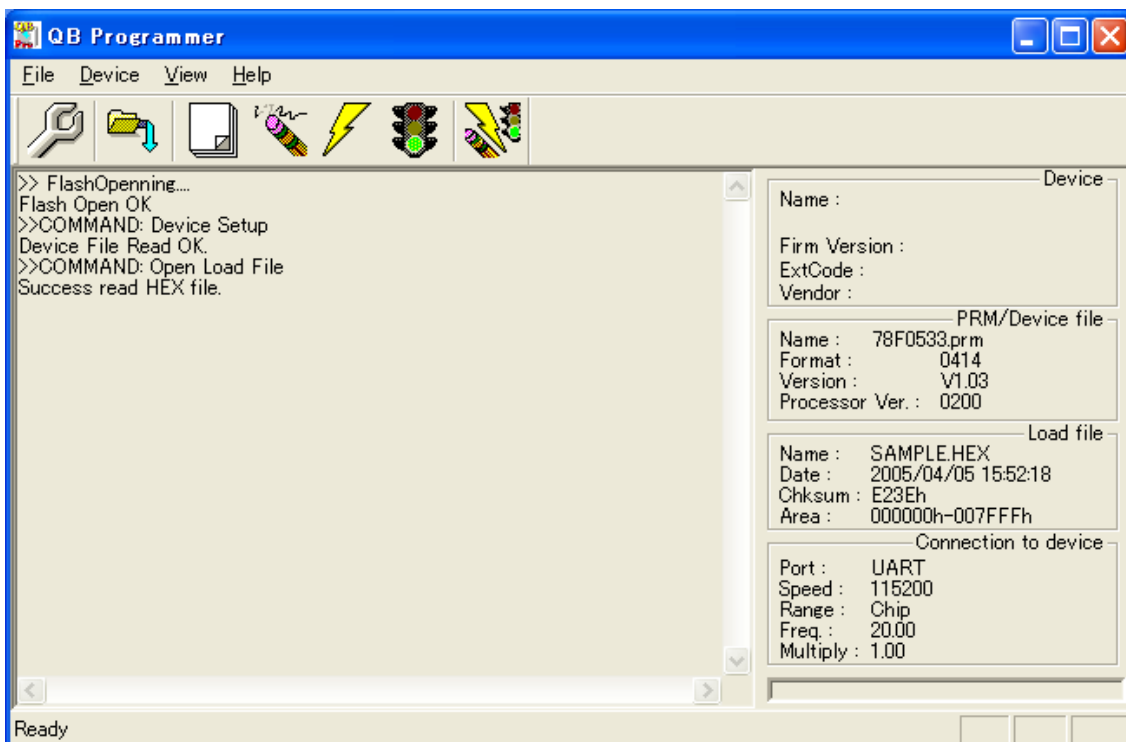 QB Programmer
File Device View Help
>> FlashOpenning....
Flash Open OK
>>COMMAND: Device Setup
Device File Read OK.
>>COMMAND: Open Load File
Success read HEX file.
Device
Name :
Firm Version :
ExtCode :
Vendor :
PRM/Device file
Name : 78F0533.prm
Format : 0414
Version : V1.03
Processor Ver. : 0200
Load file
Name : SAMPLE.HEX
Date : 2005/04/05 15:52:18
Chksum : E23Eh
Area : 000000h-007FFFh
Connection to device
Port : UART
Speed : 115200
Range : Chip
Freq. : 20.00
Multiply : 1.00
Ready